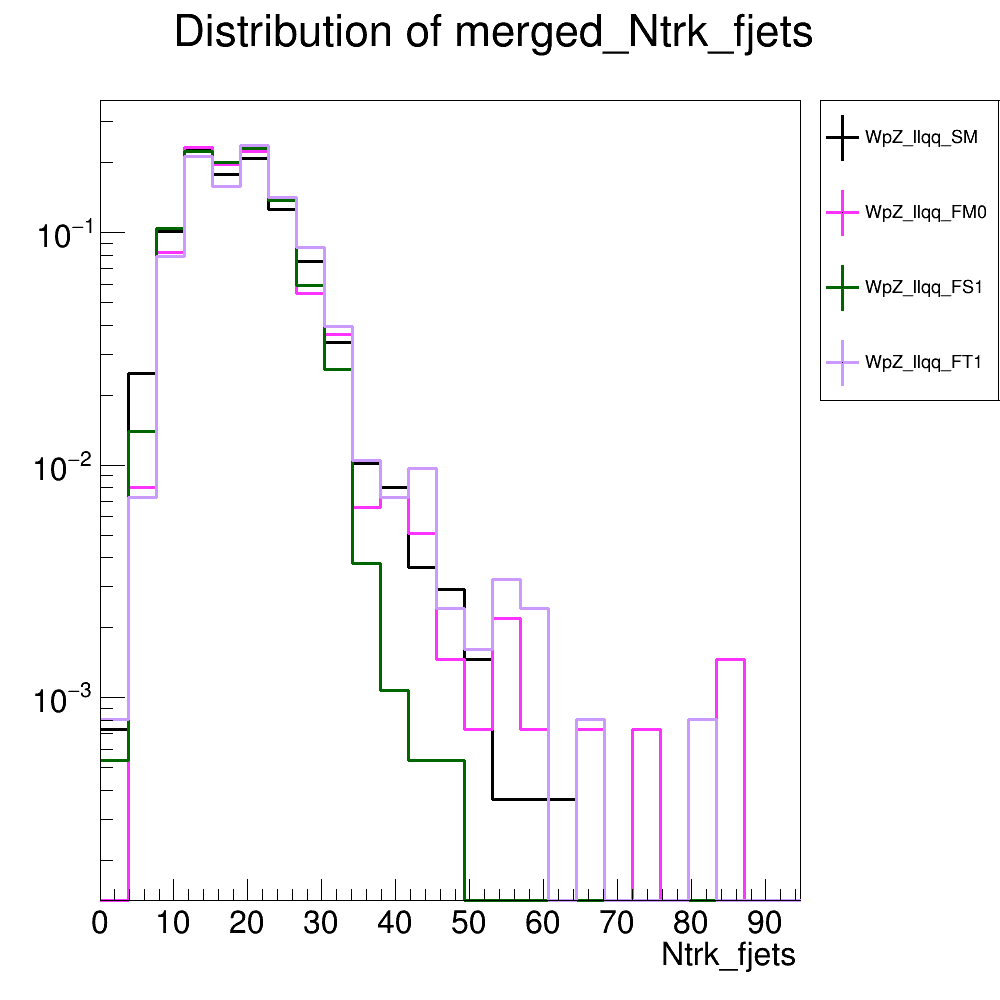 Distribution of merged_Ntrk_fjets
WpZ_llqq_SM
WpZ_llqq_FM0
WpZ_llqq_FS1
WpZ_llqq_FT1
10−1
10−2
10−3
0 10 20 30 40 50 60 70 80 90
Ntrk_fjets